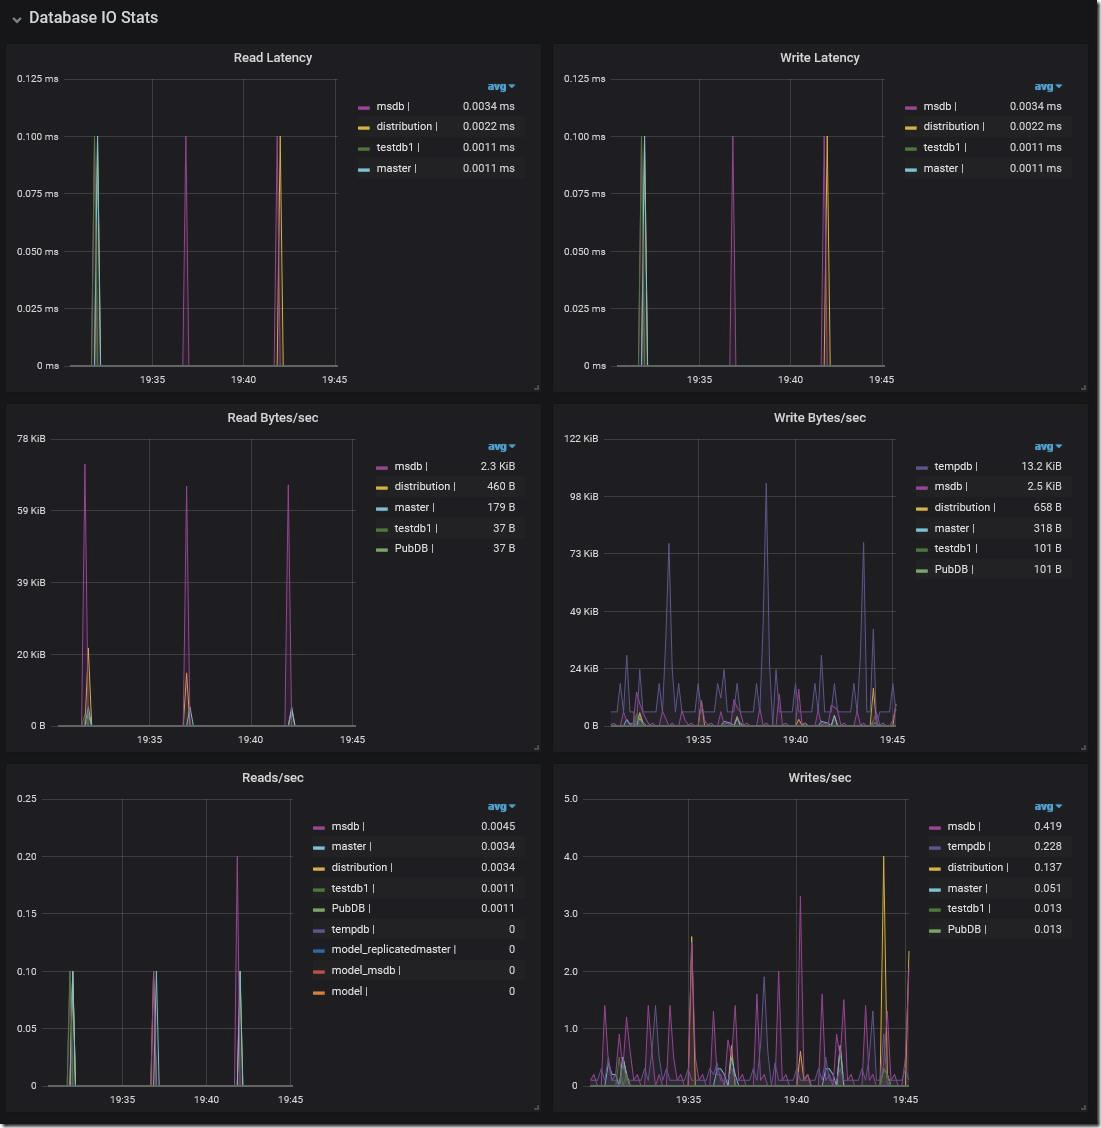 Database IO Stats
Read Latency
avg
0.125 ms
0.100 ms
0.075 ms
0.050 ms
0.025 ms
0 ms
19:35 19:40 19:45
msdb | 0.0034 ms
distribution | 0.0022 ms
testdb1 | 0.0011 ms
master | 0.0011 ms
Write Latency
avg
0.125 ms
0.100 ms
0.075 ms
0.050 ms
0.025 ms
0 ms
19:35 19:40 19:45
msdb | 0.0034 ms
distribution | 0.0022 ms
testdb1 | 0.0011 ms
master | 0.0011 ms
Read Bytes/sec
avg
78 KiB
59 KiB
39 KiB
20 KiB
0 B
19:35 19:40 19:45
msdb | 2.3 KiB
distribution | 460 B
master | 179 B
testdb1 | 37 B
PubDB | 37 B
Write Bytes/sec
avg
122 KiB
98 KiB
73 KiB
49 KiB
24 KiB
0 B
19:35 19:40 19:45
tempdb | 13.2 KiB
msdb | 2.5 KiB
distribution | 658 B
master | 318 B
testdb1 | 101 B
PubDB | 101 B
Reads/sec
avg
0.25
0.20
0.15
0.10
0.05
0
19:35 19:40 19:45
msdb | 0.0045
master | 0.0034
distribution | 0.0034
testdb1 | 0.0011
PubDB | 0.0011
tempdb | 0
model_replicatedmaster | 0
model_msdb | 0
model | 0
Writes/sec
avg
5.0
4.0
3.0
2.0
1.0
0
19:35 19:40 19:45
msdb | 0.419
tempdb | 0.228
distribution | 0.137
master | 0.051
testdb1 | 0.013
PubDB | 0.013